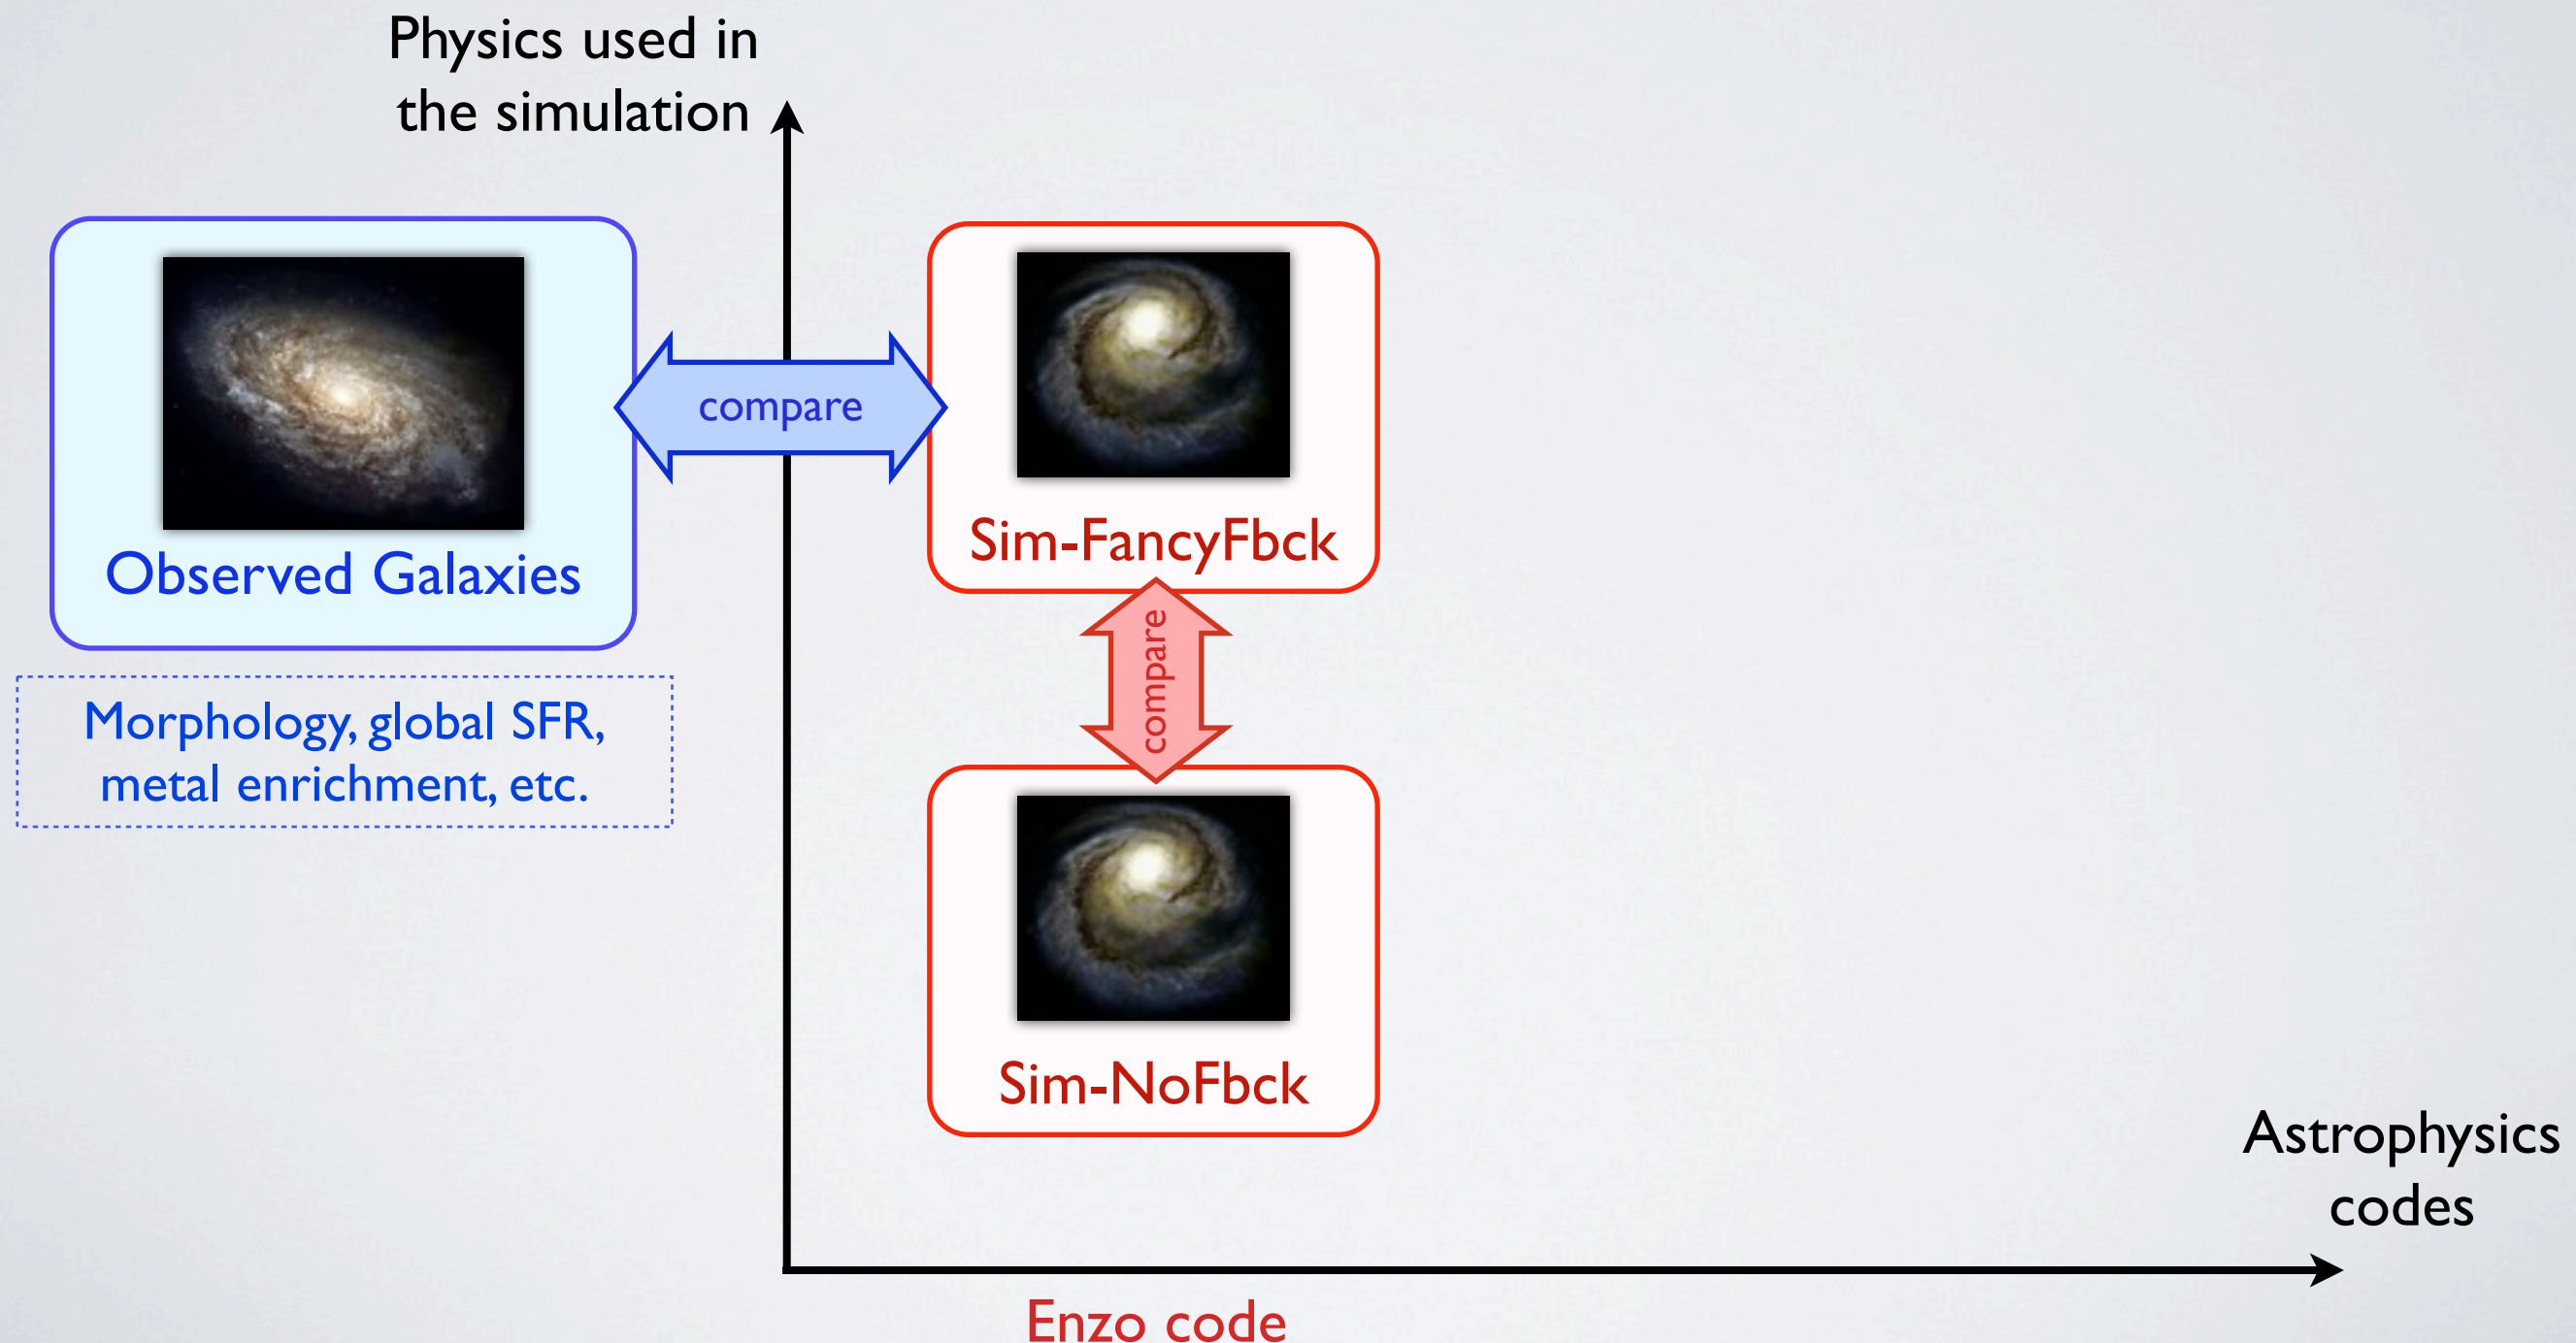 Physics used in
the simulation
compare
Observed Galaxies
Sim-FancyFbck
compare
Morphology, global SFR,
metal enrichment, etc.
Sim-NoFbck
Astrophysics
codes
Enzo code